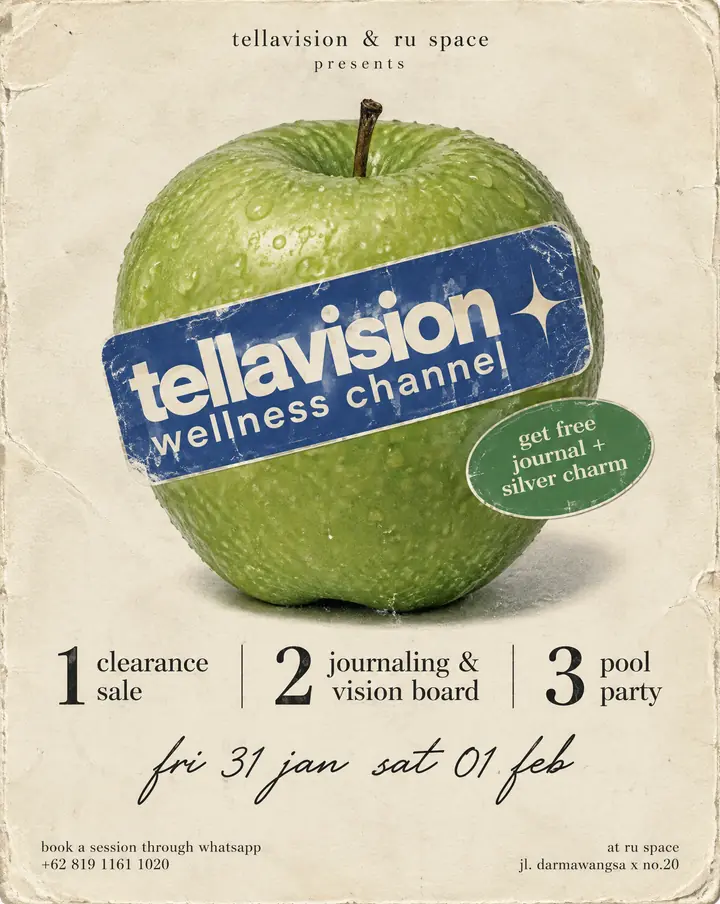 tellavision & ru space
presents
tellavision
wellness channel
get free
journal +
silver charm
1 clearance
sale
2 journaling &
vision board
3 pool
party
fri 31 jan sat 01 feb
book a session through whatsapp
+62 819 1161 1020
at ru space
jl. darmawangsa x no.20